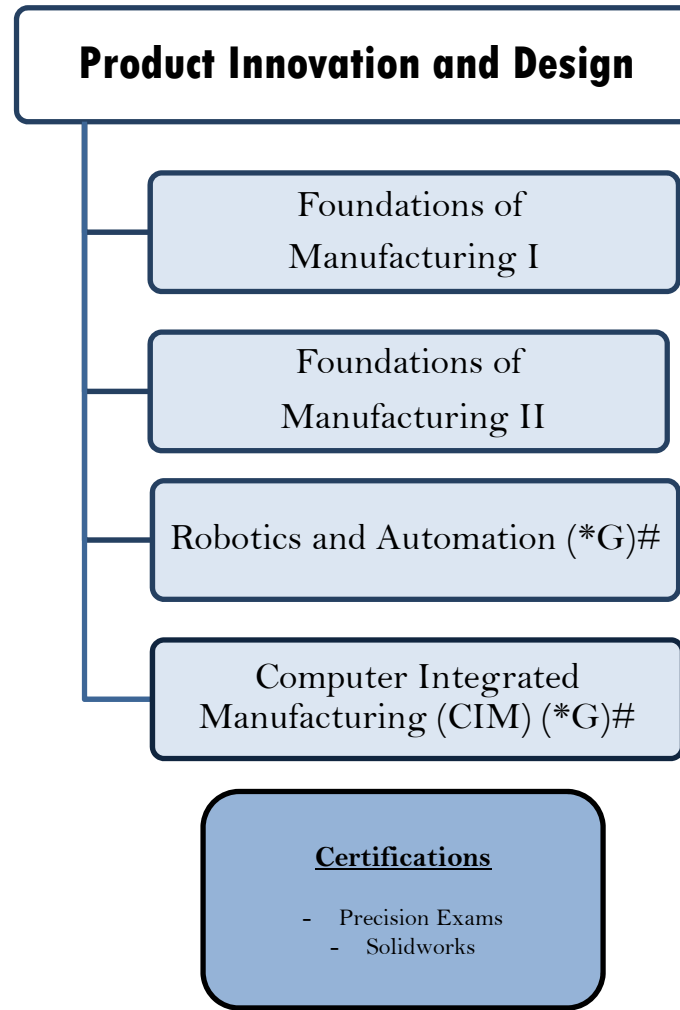 Product Innovation and Design
Foundations of
Manufacturing I
Foundations of
Manufacturing II
Robotics and Automation (*G)#
Computer Integrated
Manufacturing (CIM) (*G)#
Certifications
- Precision Exams
- Solidworks